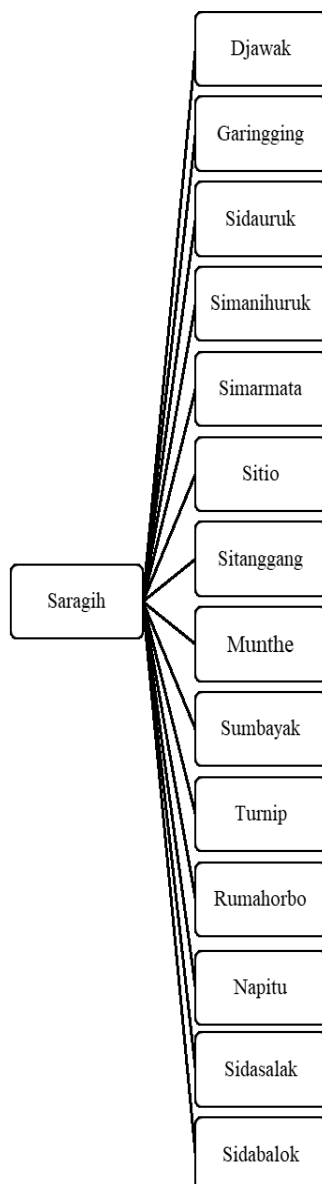 Djawak
Garingging
Sidauruk
Simanihuruk
Simarmata
Sitio
Sitanggang
Saragih
Munthe
Sumbayak
Turnip
Rumahorbo
Napitu
Sidasalak
Sidabalok